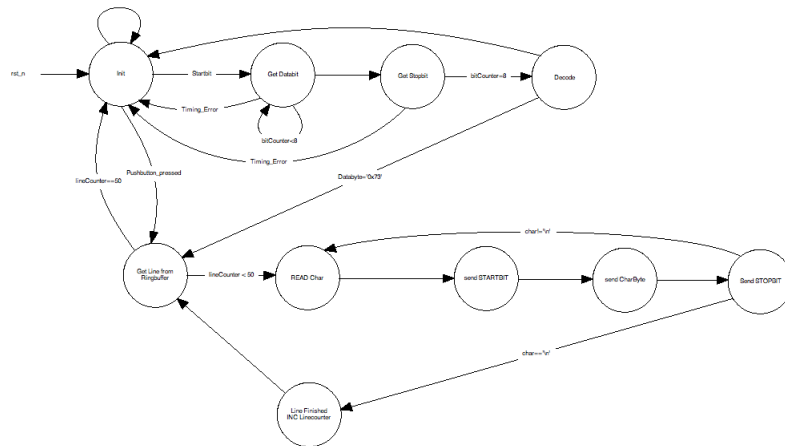 rst_n
Init
Startbit
Get Databit
Get Stopbit
bitCounter=8
Decode
Timing_Error
bitCounter<8
Timing_Error
Pushbutton_pressed
lineCounter==50
Databyte='0x73'
Get Line from
Ringbuffer
lineCounter < 50
READ Char
send STARTBIT
send CharByte
Send STOPBIT
char!='\n'
char=='\n'
Line Finished
INC Linecounter